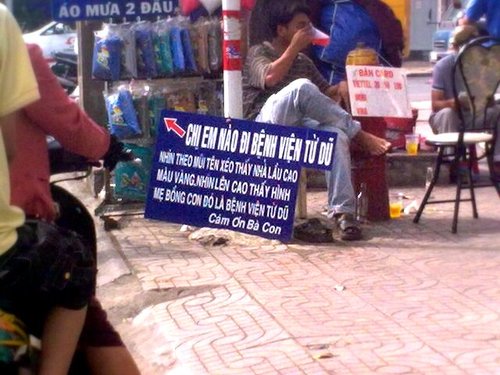 ÁO MƯA 2 ĐẦU
BÁN CARD
CHỊ EM NÀO ĐI BỆNH VIỆN TỪ DŨ
NHÌN THEO MŨI TÊN XÉO THẤY NHÀ LẦU CAO
MÀU VÀNG.NHÌN LÊN CAO THẤY HÌNH
MẸ BỒNG CON ĐÓ LÀ BỆNH VIỆN TỪ DŨ
Cám Ơn Bà Con